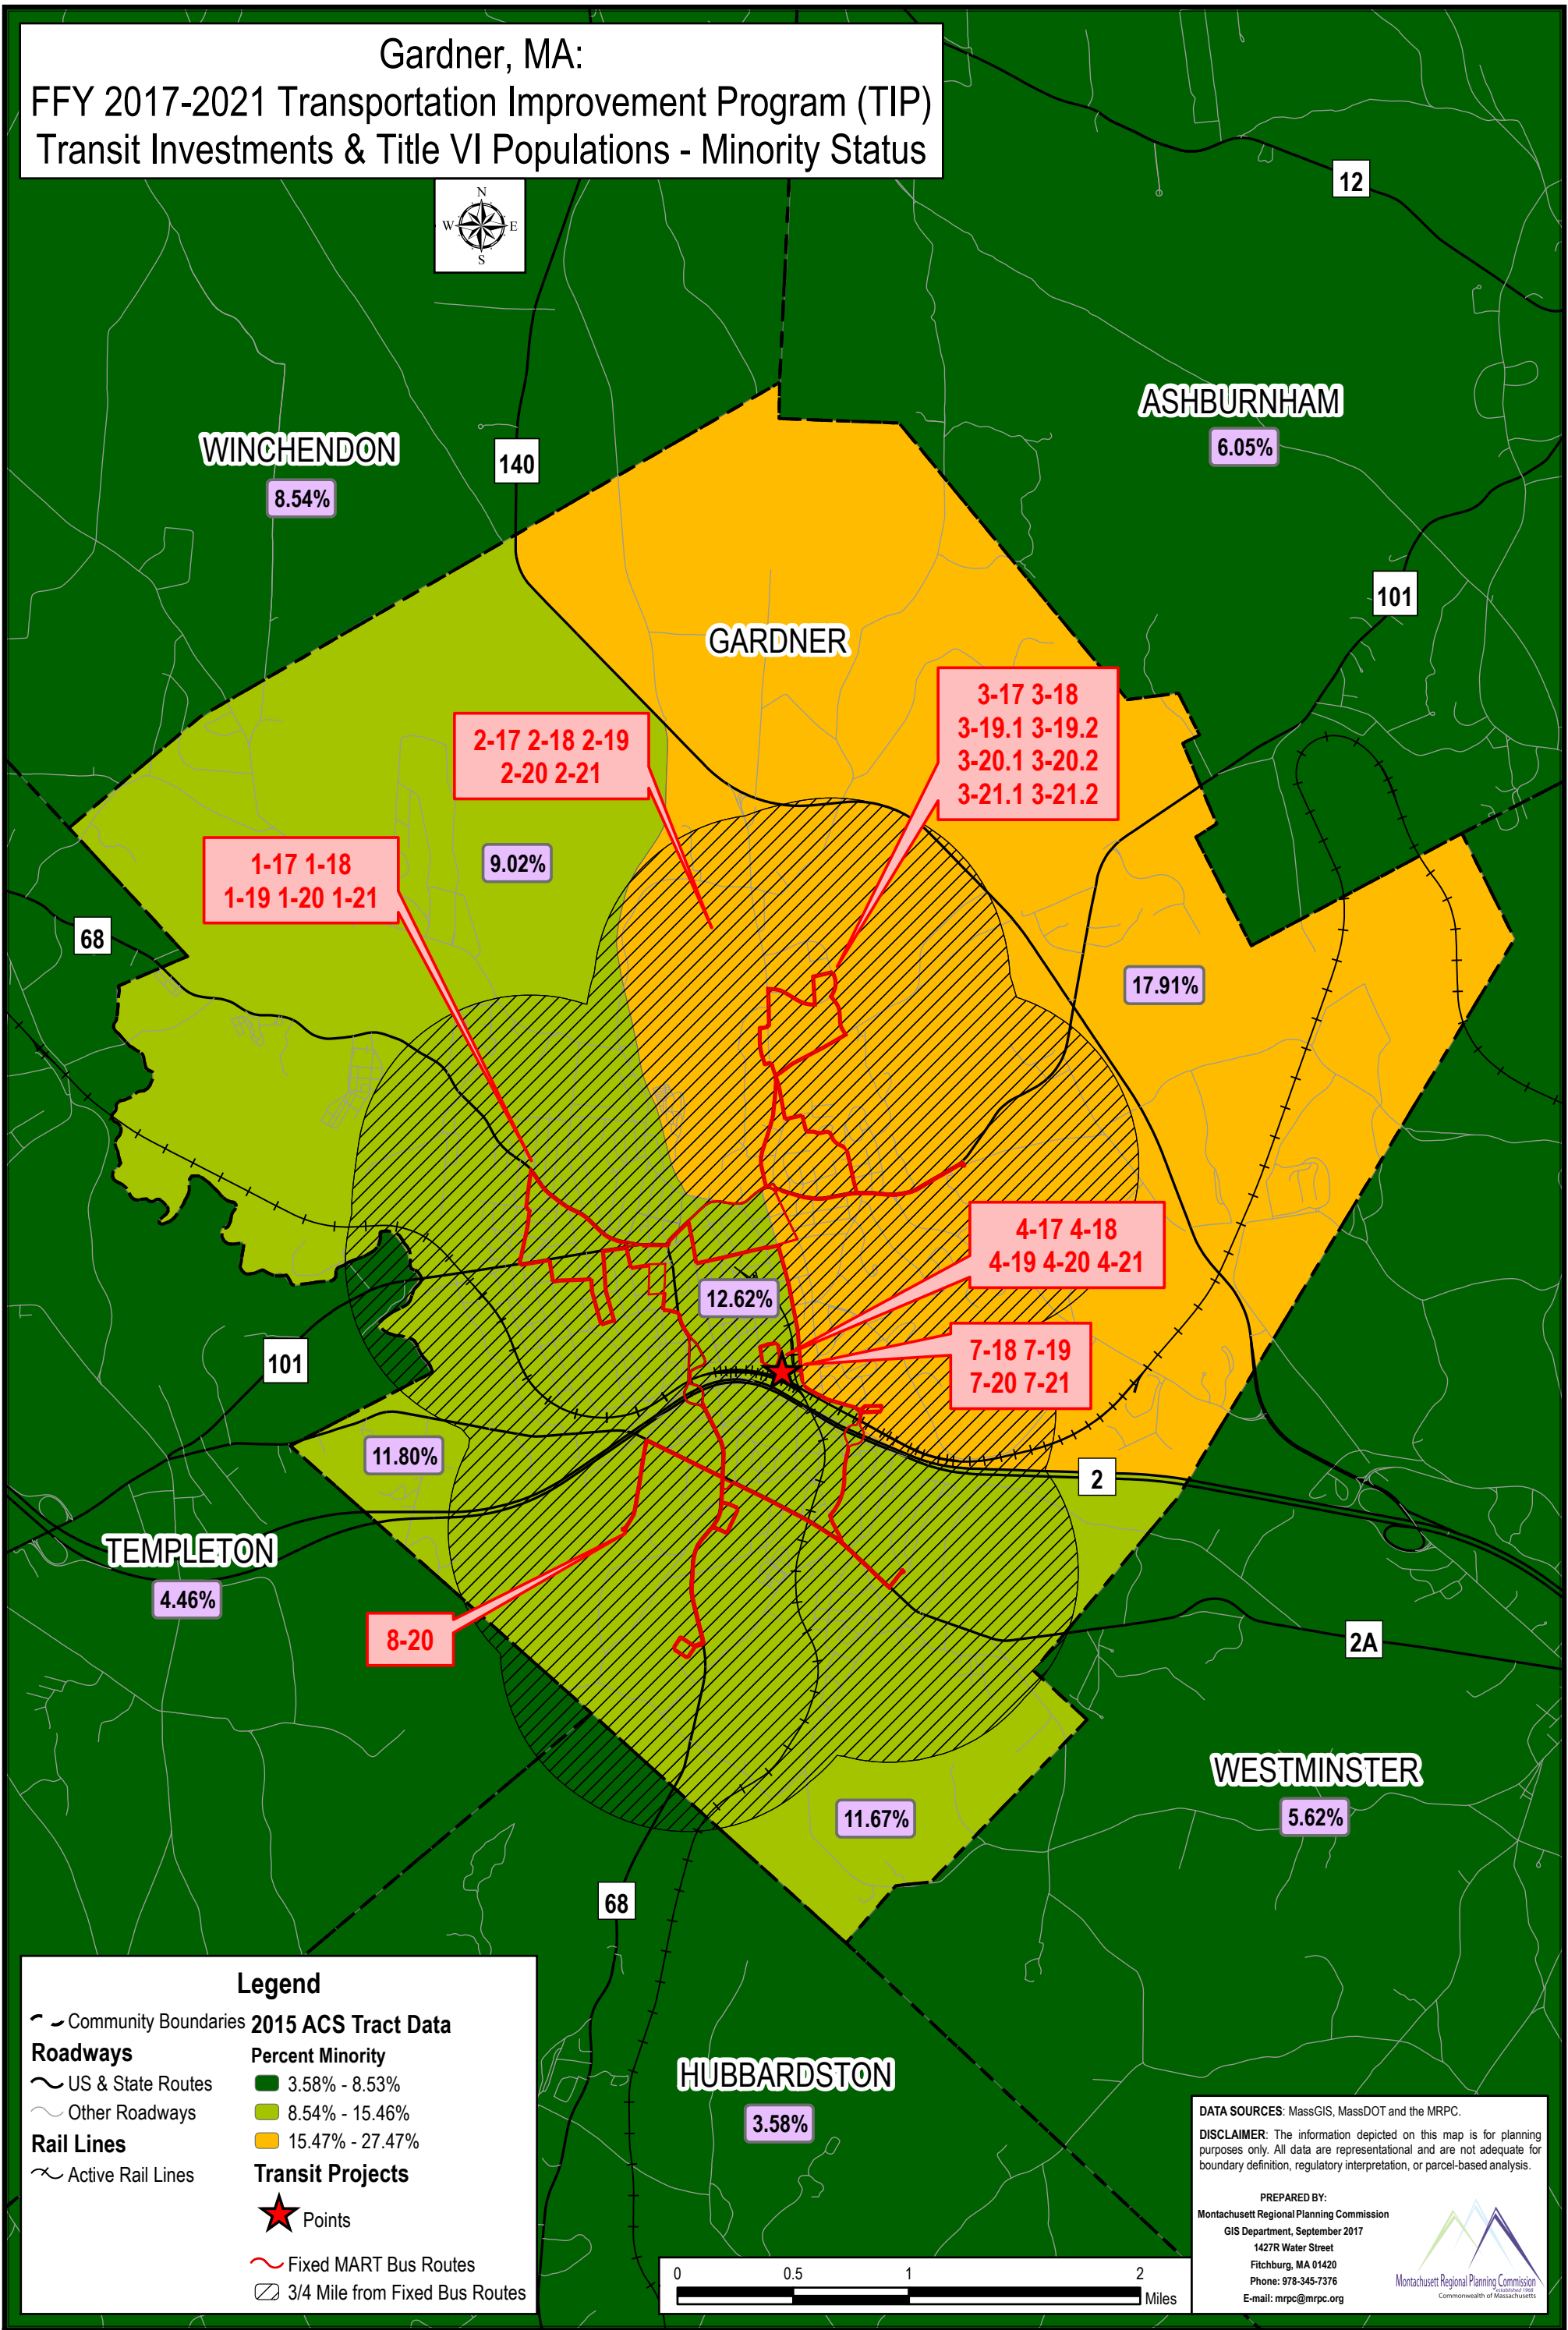 Gardner, MA:
FFY 2017-2021 Transportation Improvement Program (TIP)
Transit Investments & Title VI Populations - Minority Status
N
W E
S
12
ASHBURNHAM
6.05%
WINCHENDON
8.54%
140
101
GARDNER
3-17 3-18
3-19.1 3-19.2
3-20.1 3-20.2
3-21.1 3-21.2
2-17 2-18 2-19
2-20 2-21
1-17 1-18
1-19 1-20 1-21
9.02%
68
17.91%
4-17 4-18
4-19 4-20 4-21
12.62%
7-18 7-19
7-20 7-21
101
11.80%
2
TEMPLETON
4.46%
8-20
2A
WESTMINSTER
5.62%
11.67%
68
HUBBARDSTON
3.58%
Legend
Community Boundaries
Roadways
US & State Routes
Other Roadways
Rail Lines
Active Rail Lines
2015 ACS Tract Data
Percent Minority
3.58% - 8.53%
8.54% - 15.46%
15.47% - 27.47%
Transit Projects
Points
Fixed MART Bus Routes
3/4 Mile from Fixed Bus Routes
0 0.5 1 2
Miles
DATA SOURCES: MassGIS, MassDOT and the MRPC.
DISCLAIMER: The information depicted on this map is for planning
purposes only. All data are representational and are not adequate for
boundary definition, regulatory interpretation, or parcel-based analysis.
PREPARED BY:
Montachusett Regional Planning Commission
GIS Department, September 2017
1427R Water Street
Fitchburg, MA 01420
Phone: 978-345-7376
E-mail: mrpc@mrpc.org
Montachusett Regional Planning Commission
established 1968
Commonwealth of Massachusetts